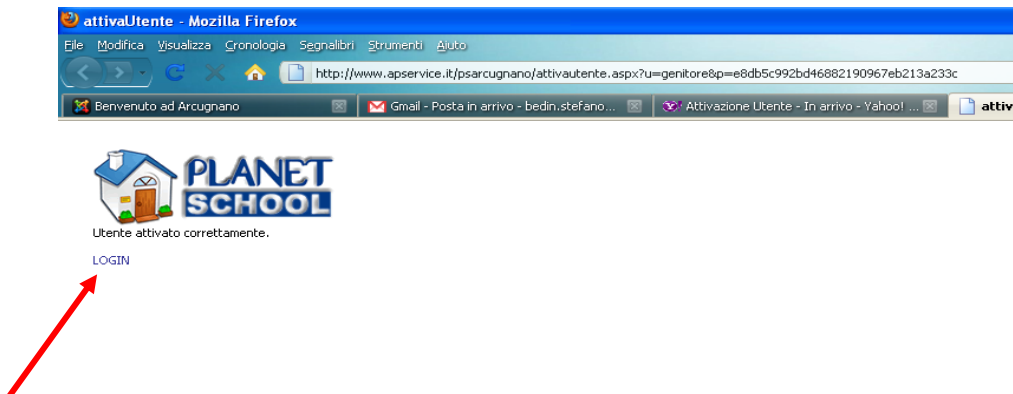 attivaUtente - Mozilla Firefox
File Modifica Visualizza Cronologia Segnalibri Strumenti Aiuto
http://www.apservice.it/psarcugnano/attivautente.aspx?u=genitore&p=e8db5c992bd46882190967eb213a233c
Benvenuto ad Arcugnano Gmail - Posta in arrivo - bedin.stefano... Attivazione Utente - In arrivo - Yahoo! ... attiv
PLANET
SCHOOL
Utente attivato correttamente.
LOGIN